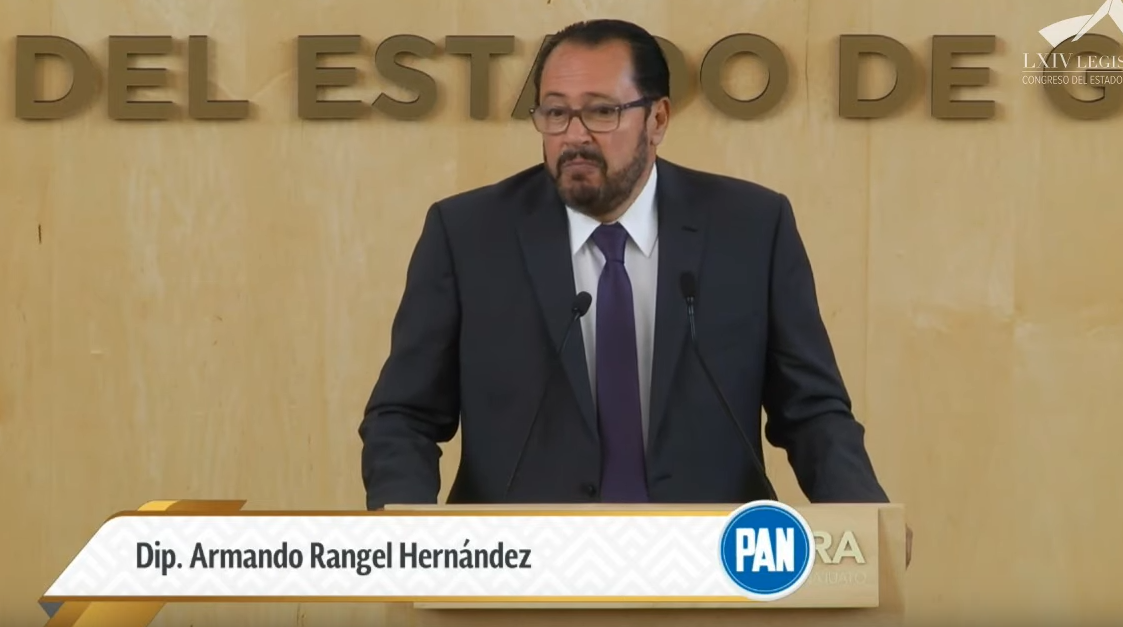 DEL ESTADO DE G
LXIV LEGIS
CONGRESO DEL ESTADO
Dip. Armando Rangel Hernández
PAN
RA